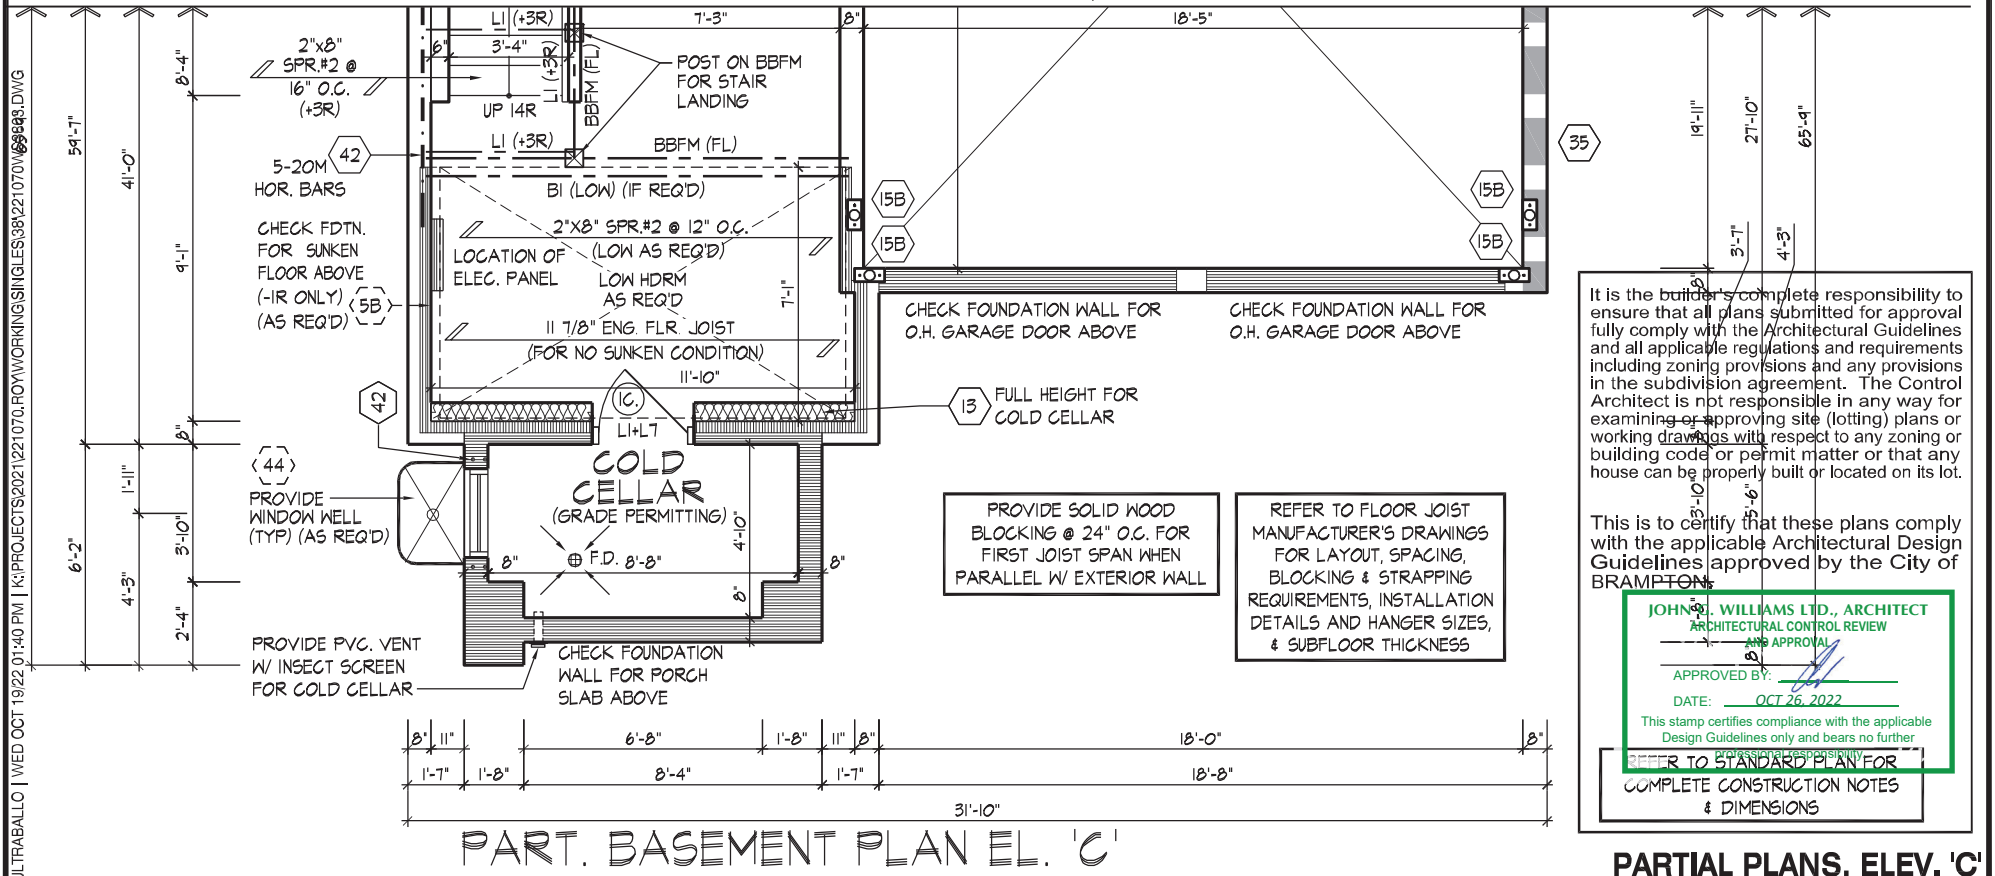 7'-3"
8"
18'-5"
L1 (+3R)
6"
3'-4"
L1 (+3R)
BBFM (FL)
2"x8"
SPR.#2 @
16" O.C.
(+3R)
UP 14R
POST ON BBFM
FOR STAIR
LANDING
L1 (+3R)
BBFM (FL)
42
5-20M
HOR. BARS
B1 (LOW) (IF REQ'D)
2"X8" SPR.#2 @ 12" O.C.
(LOW AS REQ'D)
LOCATION OF
ELEC. PANEL
LOW HDRM
AS REQ'D
7'-1"
CHECK FDTN.
FOR SUNKEN
FLOOR ABOVE
(-1R ONLY)
(AS REQ'D)
5B
11 7/8" ENG. FLR. JOIST
(FOR NO SUNKEN CONDITION)
11'-10"
15B
15B
15B
15B
35
CHECK FOUNDATION WALL FOR
O.H. GARAGE DOOR ABOVE
CHECK FOUNDATION WALL FOR
O.H. GARAGE DOOR ABOVE
42
1C.
L1+L7
13
FULL HEIGHT FOR
COLD CELLAR
COLD
CELLAR
(GRADE PERMITTING)
44
PROVIDE
WINDOW WELL
(TYP) (AS REQ'D)
8"
F.D.
8'-8"
4'-10"
8"
8"
PROVIDE PVC. VENT
W/ INSECT SCREEN
FOR COLD CELLAR
CHECK FOUNDATION
WALL FOR PORCH
SLAB ABOVE
PROVIDE SOLID WOOD
BLOCKING @ 24" O.C. FOR
FIRST JOIST SPAN WHEN
PARALLEL W/ EXTERIOR WALL
REFER TO FLOOR JOIST
MANUFACTURER'S DRAWINGS
FOR LAYOUT, SPACING,
BLOCKING & STRAPPING
REQUIREMENTS, INSTALLATION
DETAILS AND HANGER SIZES,
& SUBFLOOR THICKNESS
59'-7"
41'-0"
8'-4"
9'-1"
8"
6'-2"
1'-11"
4'-3"
3'-10"
2'-4"
19'-11"
27'-10"
65'-9"
3'-7"
4'-3"
8"
8"
3'-10"
5'-6"
1'-8"
8"
8" 11" 6'-8" 1'-8" 11" 8" 18'-0" 8"
1'-7" 1'-8" 8'-4" 1'-7" 18'-8"
31'-10"
PART. BASEMENT PLAN EL. 'C'
It is the builder's complete responsibility to
ensure that all plans submitted for approval
fully comply with the Architectural Guidelines
and all applicable regulations and requirements
including zoning provisions and any provisions
in the subdivision agreement. The Control
Architect is not responsible in any way for
examining or approving site (lotting) plans or
working drawings with respect to any zoning or
building code or permit matter or that any
house can be properly built or located on its lot.
This is to certify that these plans comply
with the applicable Architectural Design
Guidelines approved by the City of
BRAMPTON.
JOHN G. WILLIAMS LTD., ARCHITECT
ARCHITECTURAL CONTROL REVIEW
AND APPROVAL
APPROVED BY:
DATE: OCT 26, 2022
This stamp certifies compliance with the applicable
Design Guidelines only and bears no further
professional responsibility.
REFER TO STANDARD PLAN FOR
COMPLETE CONSTRUCTION NOTES
& DIMENSIONS
PARTIAL PLANS. ELEV. 'C'
WED OCT 19/22 01:40 PM | K:\PROJECTS\2021\221070.ROY\WORKING\SINGLES\38\